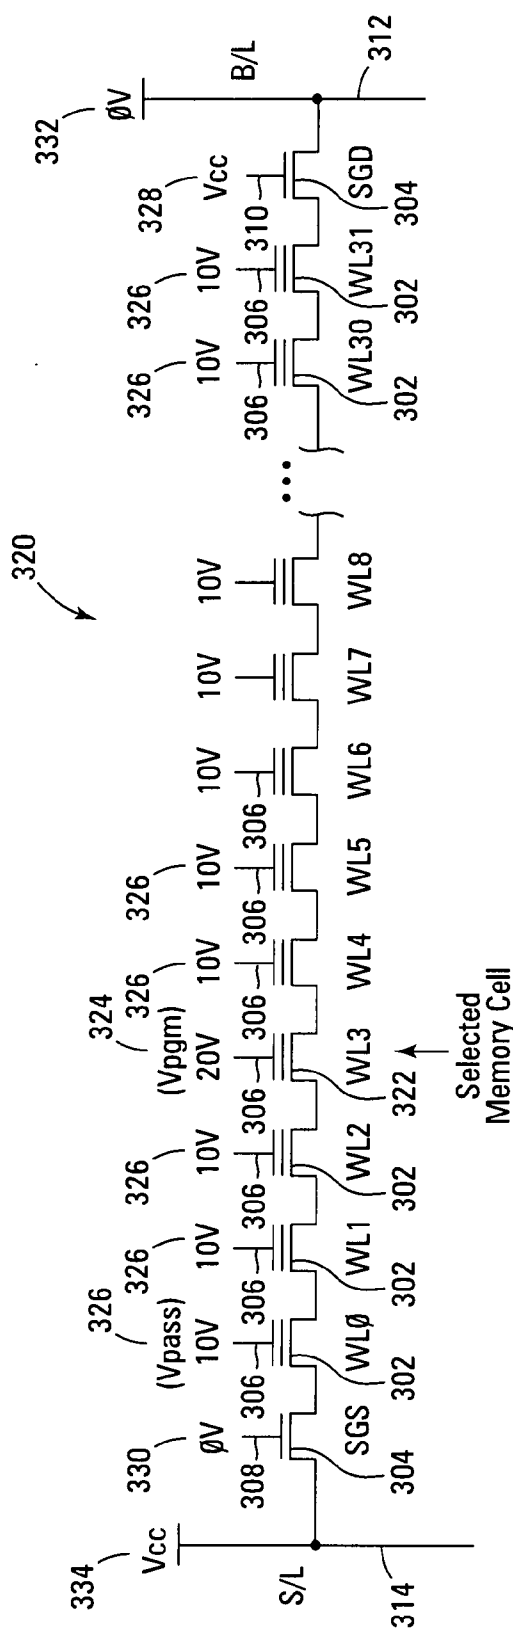 320
334 330 326 326 326 324 326 326 326 326 328 332
(Vpass) (Vpgm)
Vcc ØV 10V 10V 10V 20V 10V 10V 10V 10V 10V 10V 10V Vcc ØV
S/L B/L
308 306 306 306 306 306 306 306 ••• 306 306 310
SGS WLØ WL1 WL2 WL3 WL4 WL5 WL6 WL7 WL8 WL30 WL31 SGD
314 304 302 302 302 322 302 302 304 312
Selected
Memory Cell